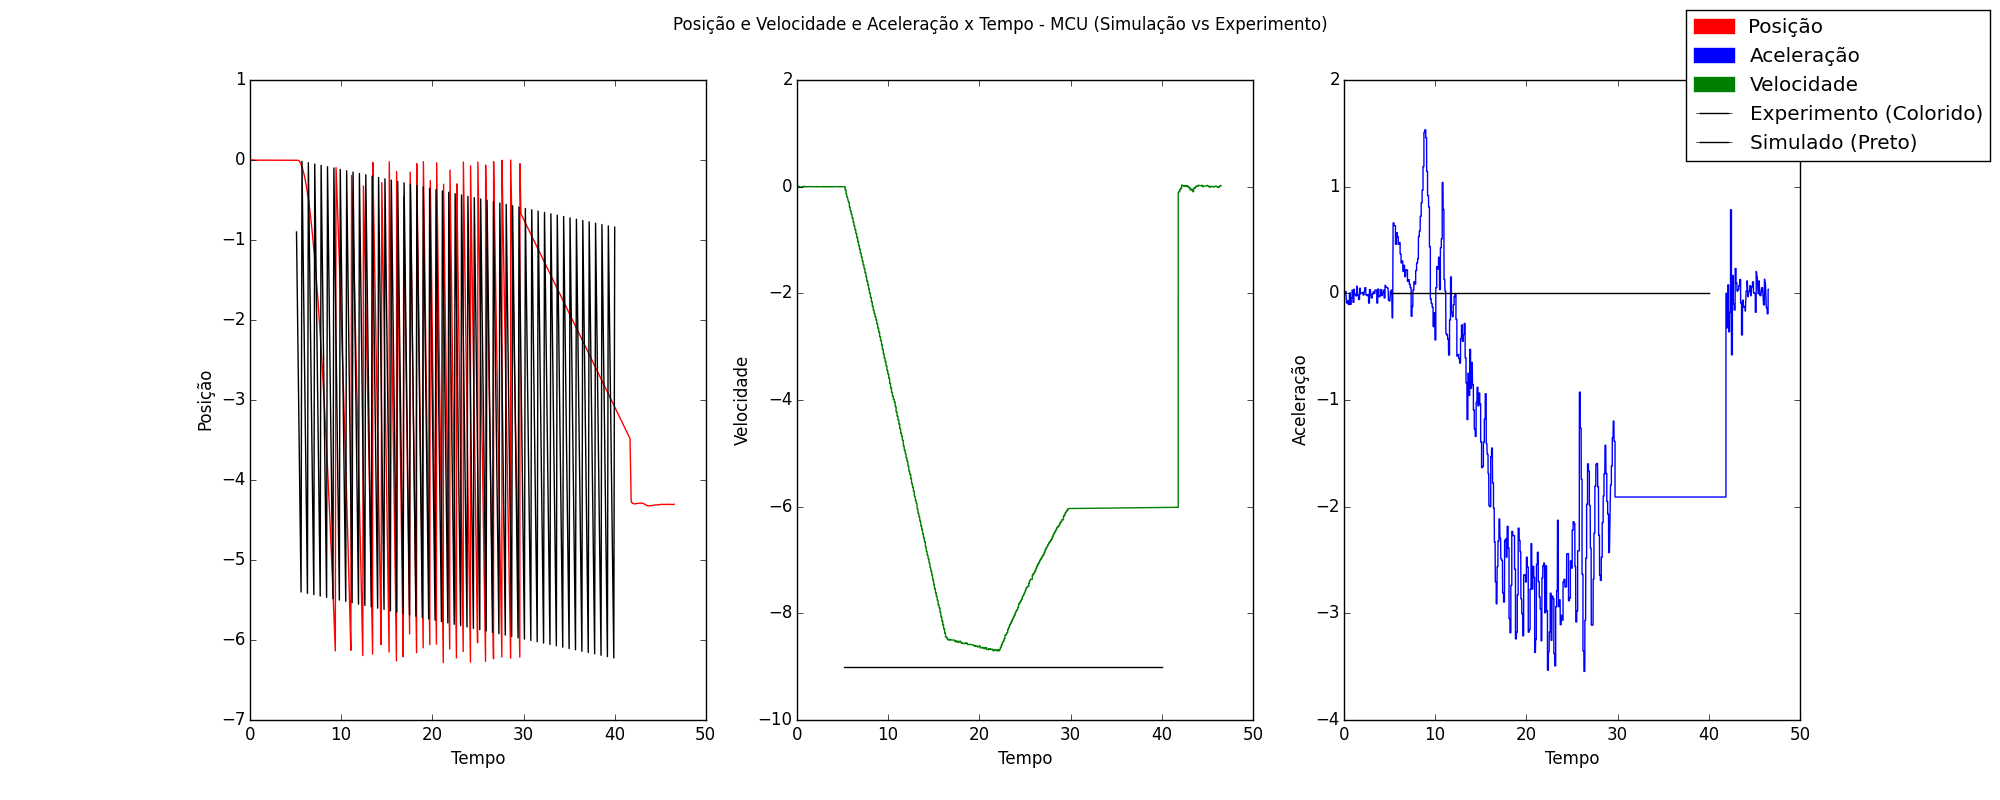 Posição e Velocidade e Aceleração x Tempo - MCU (Simulação vs Experimento)
Posição
Aceleração
Velocidade
Experimento (Colorido)
Simulado (Preto)
1
0
−1
−2
−3
−4
−5
−6
−7
Posição
0 10 20 30 40 50
Tempo
2
0
−2
−4
−6
−8
−10
Velocidade
0 10 20 30 40 50
Tempo
2
1
0
−1
−2
−3
−4
Aceleração
0 10 20 30 40 50
Tempo